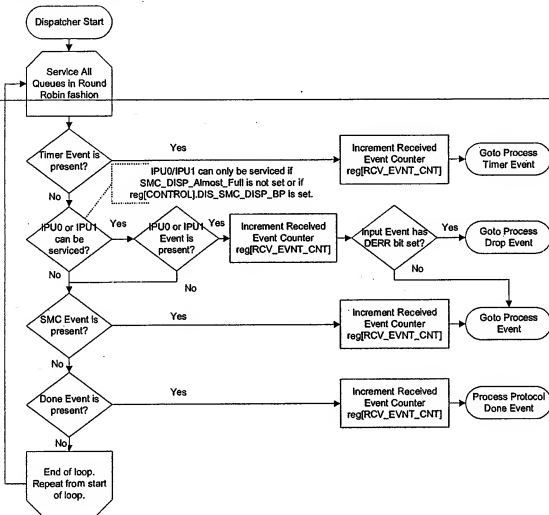 Dispatcher Start
Service All
Queues in Round
Robin fashion
Timer Event is
present?
Yes
No
Increment Received
Event Counter
reg[RCV_EVNT_CNT]
Goto Process
Timer Event
IPU0/IPU1 can only be serviced if
SMC_DISP_Almost_Full is not set or if
reg[CONTROL].DIS_SMC_DISP_BP is set.
IPU0 or IPU1
can be
serviced?
Yes
No
IPU0 or IPU1
Event is
present?
Yes
No
Increment Received
Event Counter
reg[RCV_EVNT_CNT]
Input Event has
DERR bit set?
Yes
No
Goto Process
Drop Event
SMC Event is
present?
Yes
No
Increment Received
Event Counter
reg[RCV_EVNT_CNT]
Goto Process
Event
Done Event is
present?
Yes
No
Increment Received
Event Counter
reg[RCV_EVNT_CNT]
Process Protocol
Done Event
End of loop.
Repeat from start
of loop.